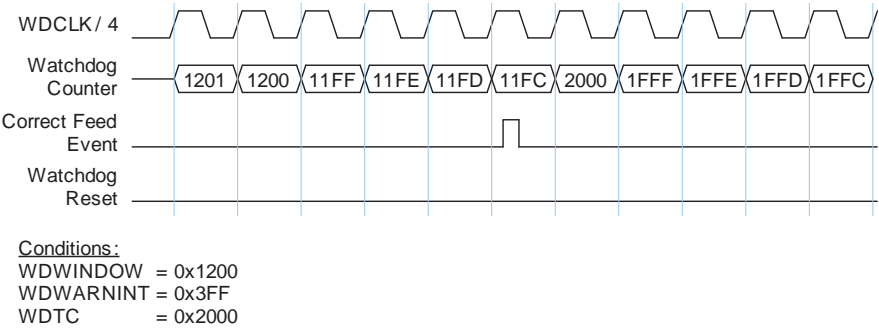 WDCLK / 4
Watchdog
Counter
1201 1200 11FF 11FE 11FD 11FC 2000 1FFF 1FFE 1FFD 1FFC
Correct Feed
Event
Watchdog
Reset
Conditions:
WDWINDOW = 0x1200
WDWARNINT = 0x3FF
WDTC = 0x2000